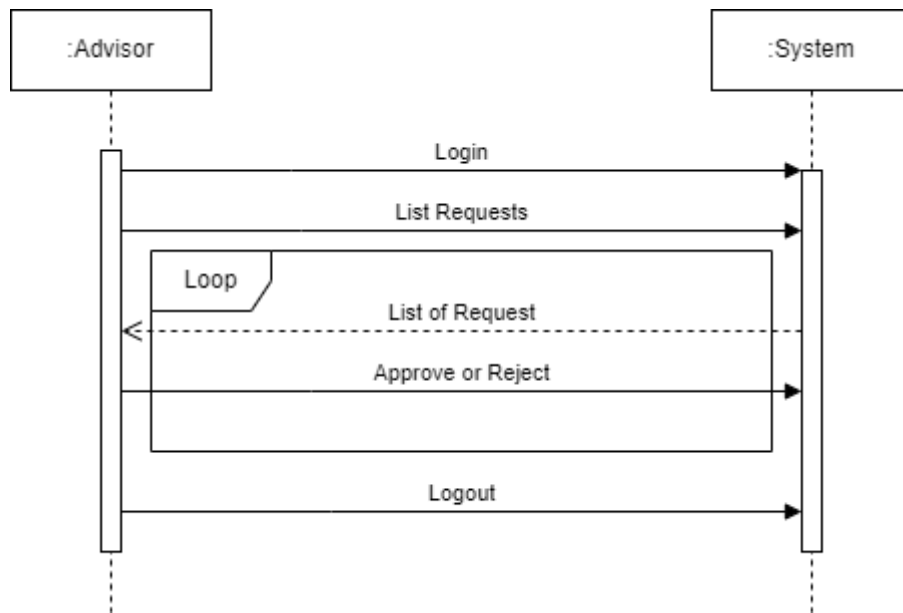 :Advisor
:System
Login
List Requests
Loop
List of Request
Approve or Reject
Logout